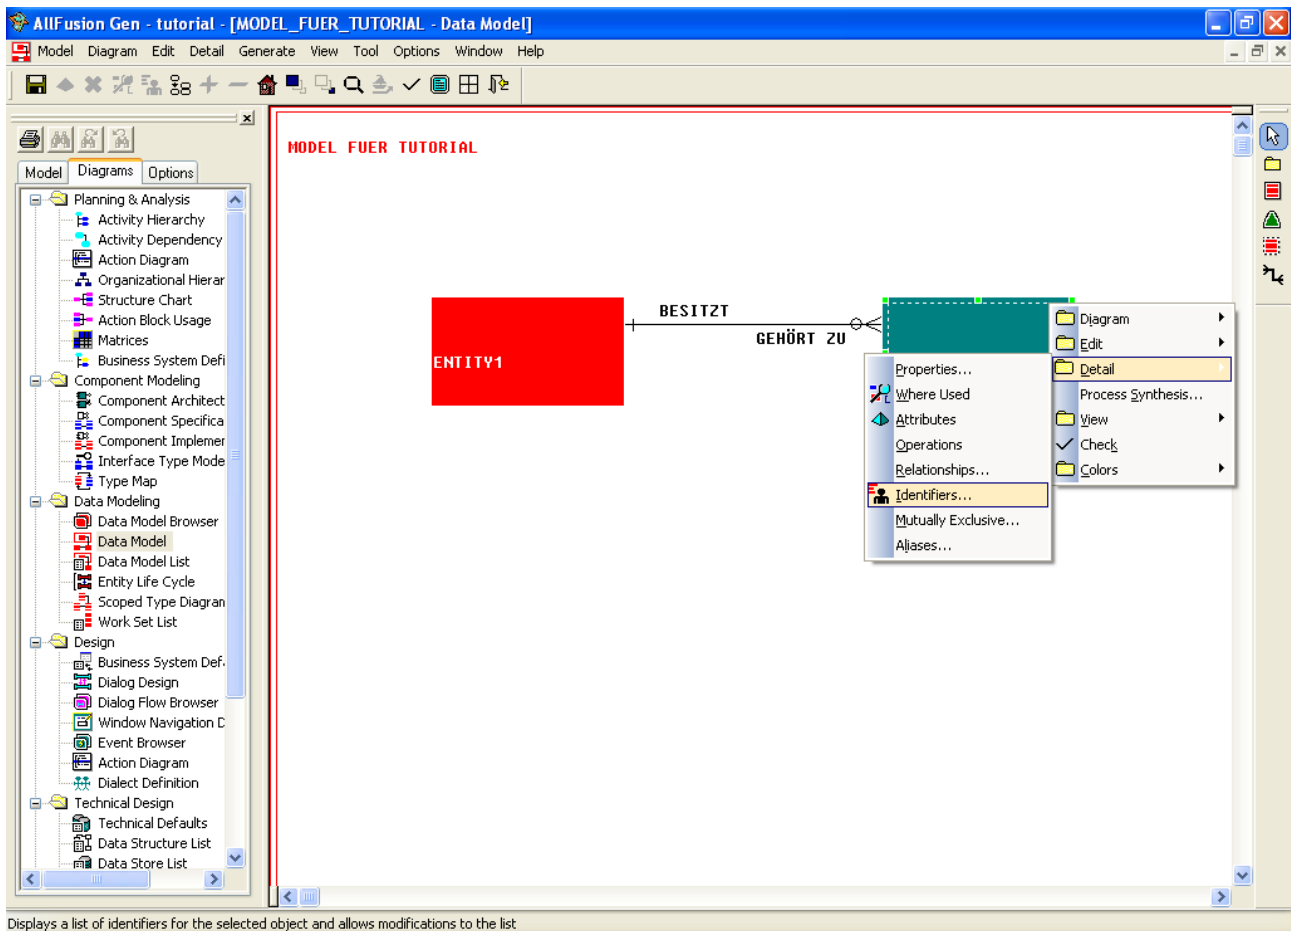 AllFusion Gen - tutorial - [MODEL_FUER_TUTORIAL - Data Model]
Model Diagram Edit Detail Generate View Tool Options Window Help
Model Diagrams Options
Planning & Analysis
Activity Hierarchy
Activity Dependency
Action Diagram
Organizational Hierar
Structure Chart
Action Block Usage
Matrices
Business System Defi
Component Modeling
Component Architect
Component Specifica
Component Implemer
Interface Type Mode
Type Map
Data Modeling
Data Model Browser
Data Model
Data Model List
Entity Life Cycle
Scoped Type Diagran
Work Set List
Design
Business System Def
Dialog Design
Dialog Flow Browser
Window Navigation D
Event Browser
Action Diagram
Dialect Definition
Technical Design
Technical Defaults
Data Structure List
Data Store List
MODEL FUER TUTORIAL
ENTITY1
BESITZT
GEHÖRT ZU
Diagram
Edit
Detail
Process Synthesis...
View
Check
Colors
Properties...
Where Used
Attributes
Operations
Relationships...
Identifiers...
Mutually Exclusive...
Aliases...
Displays a list of identifiers for the selected object and allows modifications to the list